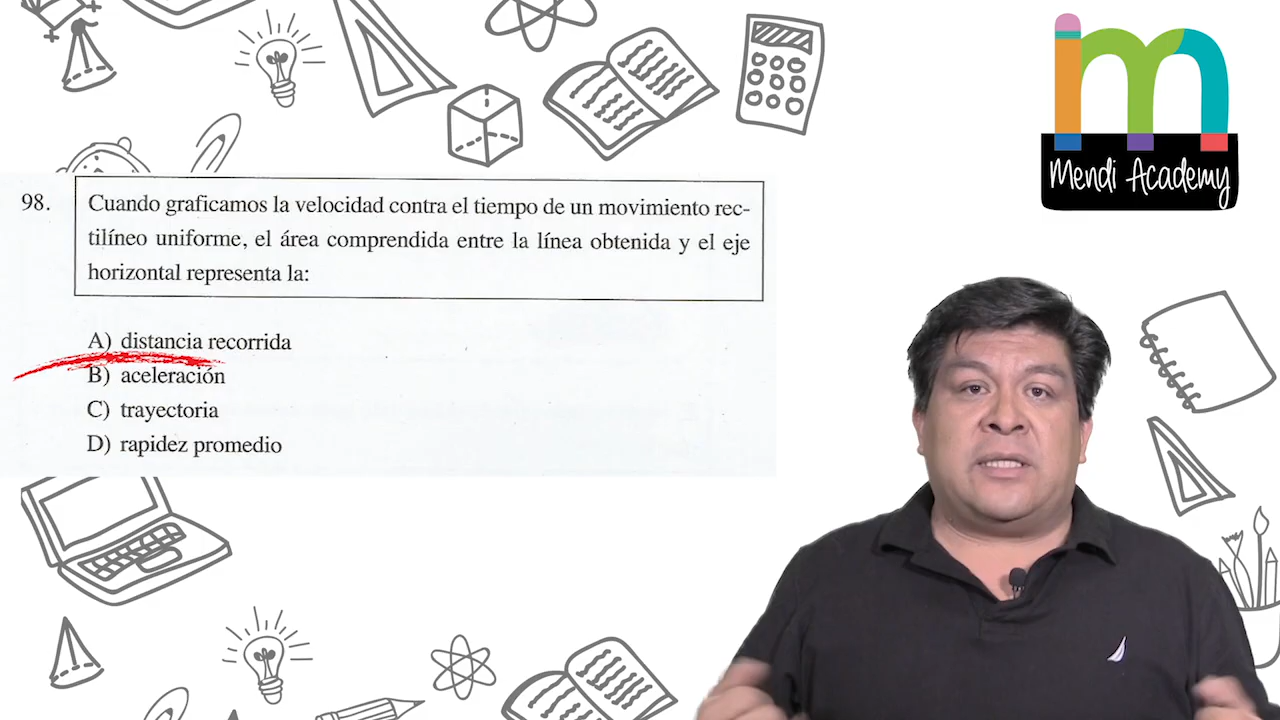 Mendi Academy
98. Cuando graficamos la velocidad contra el tiempo de un movimiento rec-
tilíneo uniforme, el área comprendida entre la línea obtenida y el eje
horizontal representa la:
A) distancia recorrida
B) aceleración
C) trayectoria
D) rapidez promedio